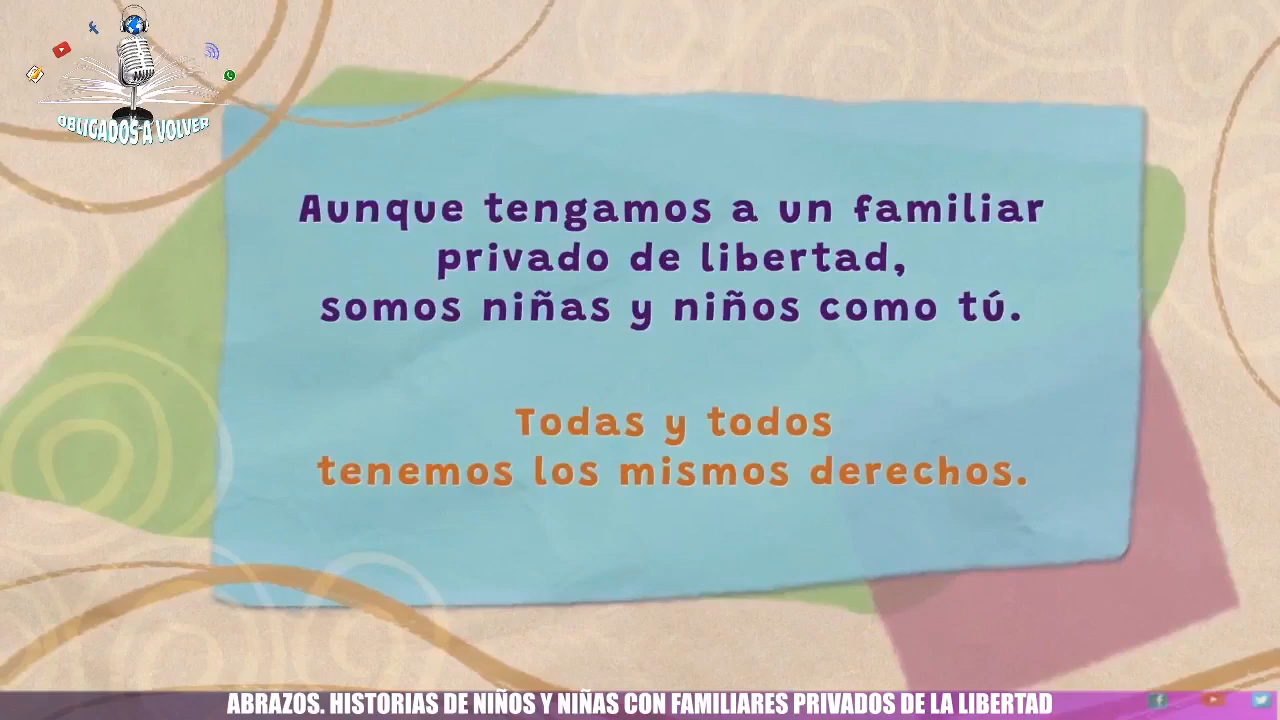 OBLIGADOS A VOLVER
Aunque tengamos a un familiar
privado de libertad,
somos niñas y niños como tú.
Todas y todos
tenemos los mismos derechos.
ABRAZOS. HISTORIAS DE NIÑOS Y NIÑAS CON FAMILIARES PRIVADOS DE LA LIBERTAD